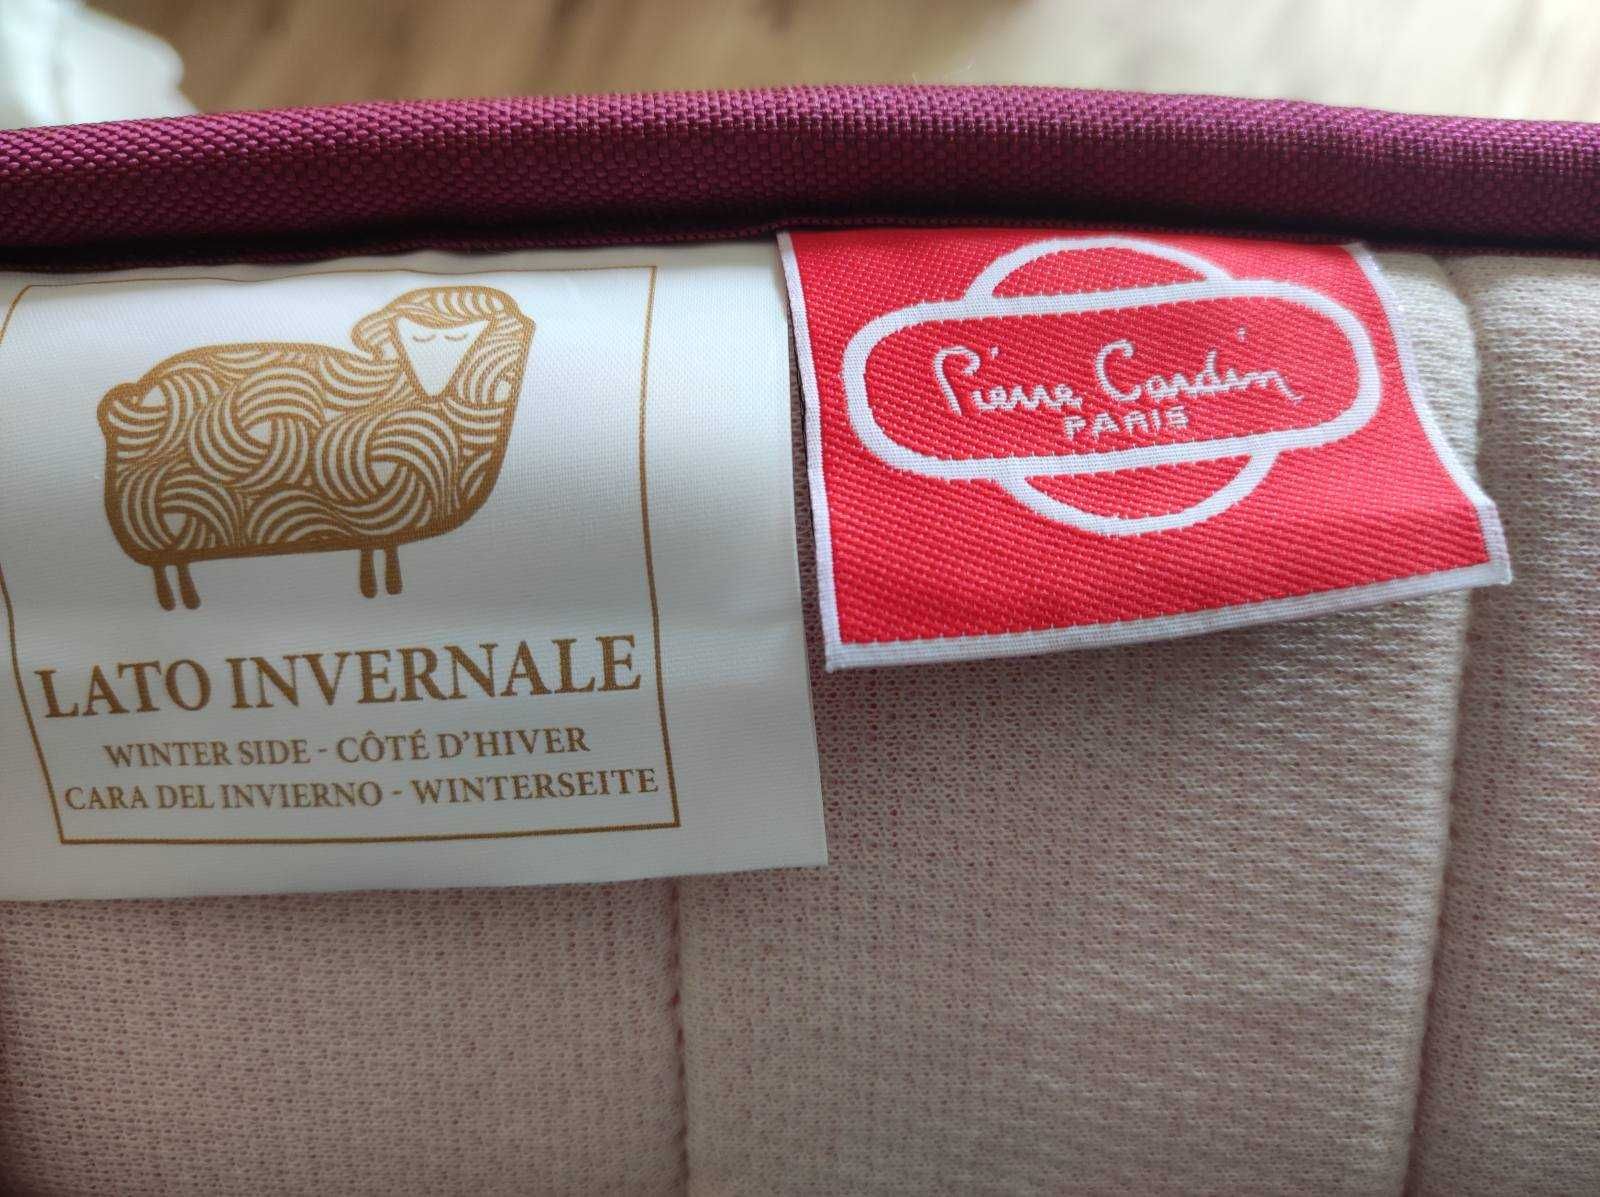 LATO INVERNALE
WINTER SIDE - CÔTÉ D'HIVER
CARA DEL INVIERNO - WINTERSEITE
Pierre Cardin
PARIS